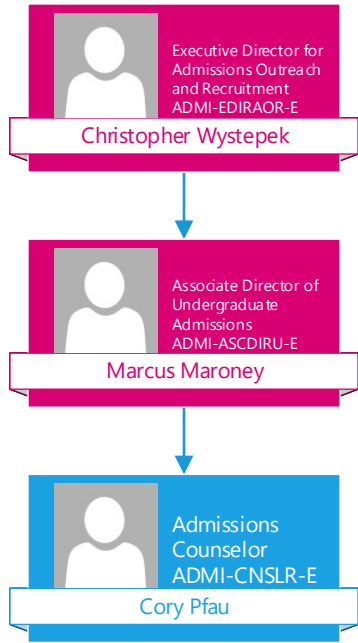 Executive Director for
Admissions Outreach
and Recruitment
ADMI-EDIRAOR-E
Christopher Wystepek
Associate Director of
Undergraduate
Admissions
ADMI-ASCDIRU-E
Marcus Maroney
Admissions
Counselor
ADMI-CNSLR-E
Cory Pfau